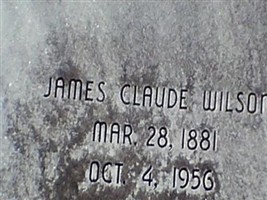 JAMES CLAUDE WILSON
MAR. 28, 1881
OCT. 4, 1956